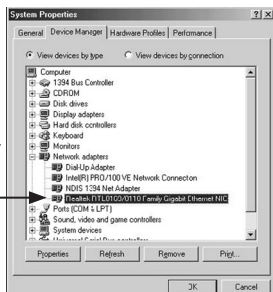 System Properties
General Device Manager Hardware Profiles Performance
View devices by type View devices by connection
Computer
1394 Bus Controller
CDROM
Disk drives
Display adapters
Hard disk controllers
Keyboard
Monitors
Network adapters
Dial-Up Adapter
Intel(R) PRO/100 VE Network Connection
NDIS 1394 Net Adapter
Realtek Family Gigabit Ethernet NIC
Ports (COM & LPT)
Sound, video and game controllers
System devices
Properties Refresh Remove Print...
Cancel